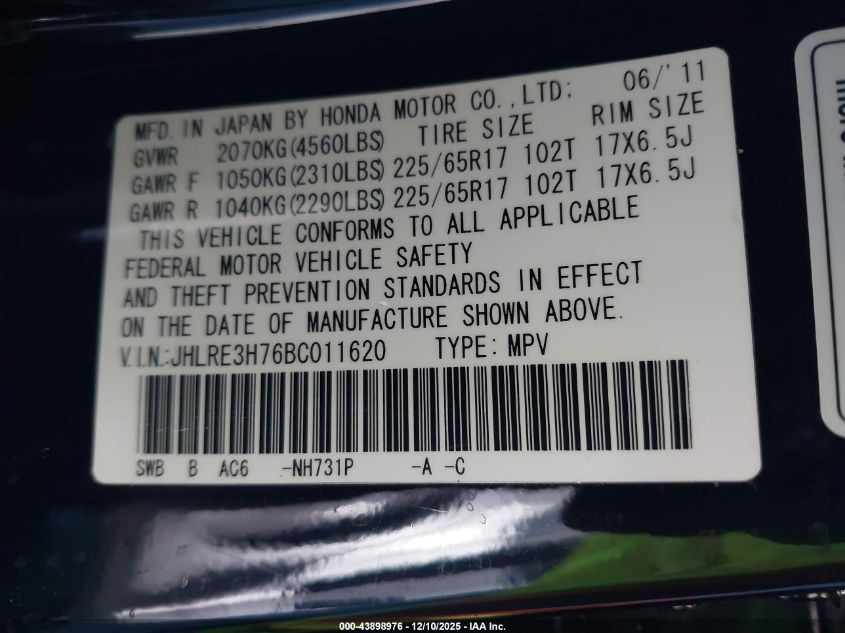 MFD. IN JAPAN BY HONDA MOTOR CO.,LTD; 06/'11
GVWR 2070KG(4560LBS) TIRE SIZE RIM SIZE
GAWR F 1050KG(2310LBS) 225/65R17 102T 17X6.5J
GAWR R 1040KG(2290LBS) 225/65R17 102T 17X6.5J
THIS VEHICLE CONFORMS TO ALL APPLICABLE
FEDERAL MOTOR VEHICLE SAFETY
AND THEFT PREVENTION STANDARDS IN EFFECT
ON THE DATE OF MANUFACTURE SHOWN ABOVE.
V.I.N.:JHLRE3H76BC011620 TYPE: MPV
SWB B AC6 -NH731P -A -C
000-43898976 - 12/10/2025 - IAA Inc.